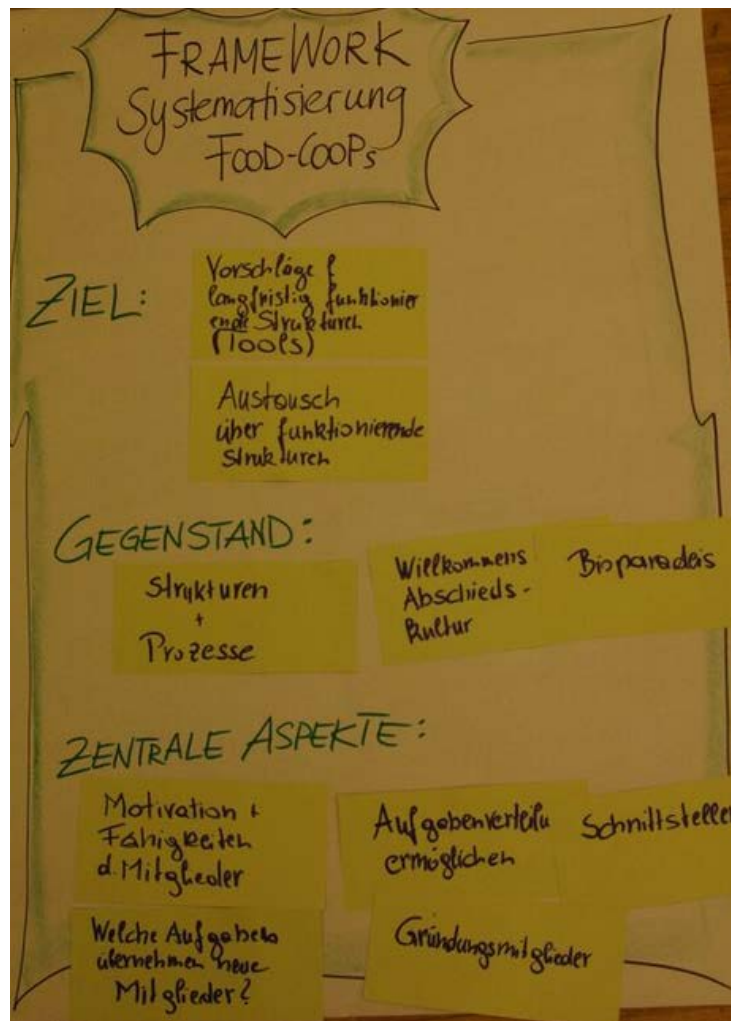 FRAMEWORK
Systematisierung
FOOD-COOPs
ZIEL:
Vorschläge f
langfristig funktionier
ende Strukturen
(Tools)
Austausch
über funktionierende
Strukturen
GEGENSTAND:
Strukturen
+
Prozesse
Willkommens
Abschieds-
kultur
Bioparadeis
ZENTRALE ASPEKTE:
Motivation +
Fähigkeiten
d. Mitglieder
Aufgabenverteilu
ermöglichen
Schnittstellen
Welche Aufgaben
übernehmen neue
Mitglieder?
Gründungsmitglieder